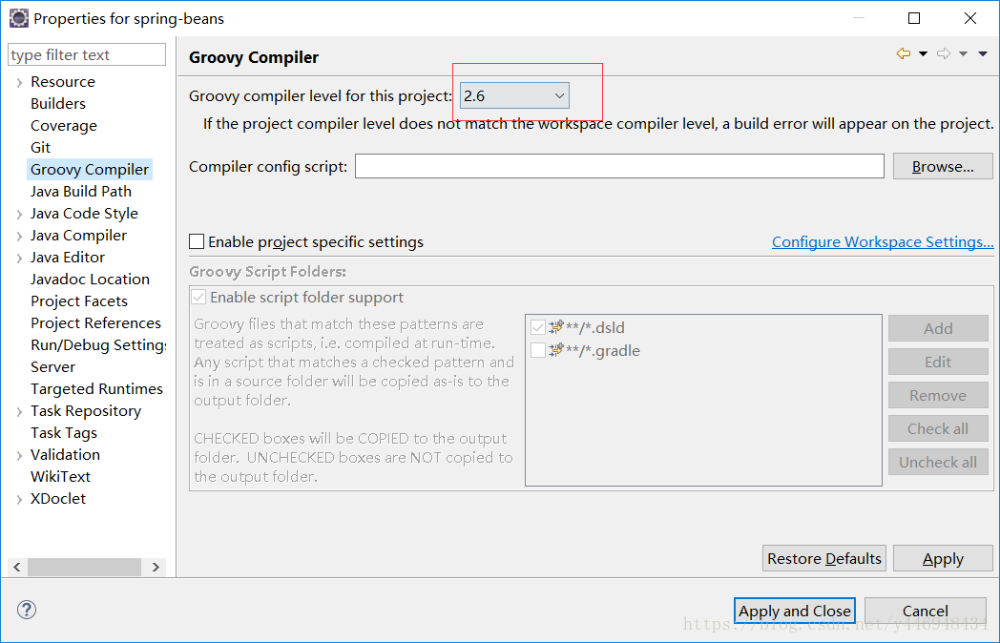 Properties for spring-beans
type filter text
Resource
Builders
Coverage
Git
Groovy Compiler
Java Build Path
Java Code Style
Java Compiler
Java Editor
Javadoc Location
Project Facets
Project References
Run/Debug Settings
Server
Targeted Runtimes
Task Repository
Task Tags
Validation
WikiText
XDoclet
Groovy Compiler
Groovy compiler level for this project: 2.6
If the project compiler level does not match the workspace compiler level, a build error will appear on the project.
Compiler config script: Browse...
Enable project specific settings Configure Workspace Settings...
Groovy Script Folders:
Enable script folder support
Groovy files that match these patterns are
treated as scripts, i.e. compiled at run-time.
Any script that matches a checked pattern and
is in a source folder will be copied as-is to the
output folder.
CHECKED boxes will be COPIED to the output
folder. UNCHECKED boxes are NOT copied to
the output folder.
**/*.dsld
**/*.gradle
Add
Edit
Remove
Check all
Uncheck all
Restore Defaults Apply
Apply and Close Cancel
https://blog.csdn.net/y446948434